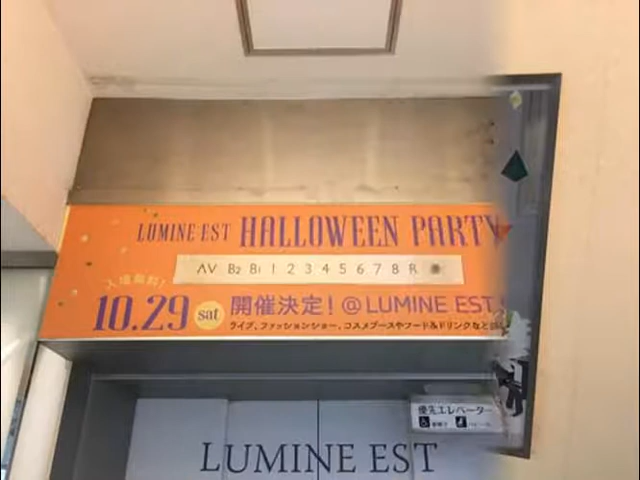 LUMINE EST HALLOWEEN PARTY
AV B2 B1 1 2 3 4 5 6 7 8 R
入場無料!
10.29 sat 開催決定! @LUMINE EST
ライブ、ファッションショー、コスメブースやフード&ドリンクなど
優先エレベーター
LUMINE EST